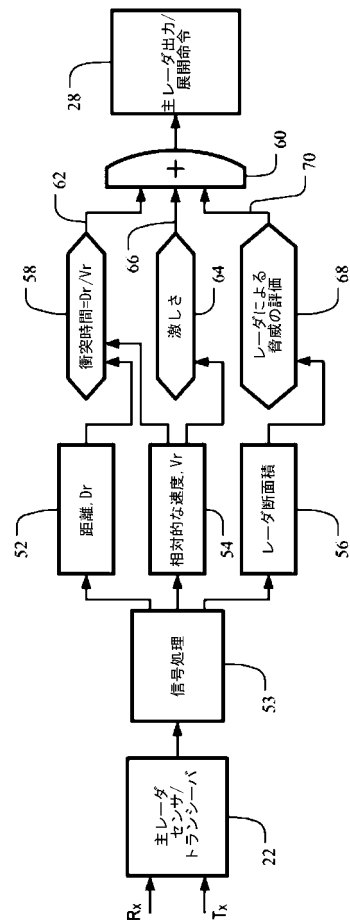 Rx
Tx
主レーダ
センサ/
トランシーバ
22
信号処理
53
距離, Dr
52
相対的な速度, Vr
54
レーダ断面積
56
衝突時間=Dr/Vr
58
62
激しさ
66
64
レーダによる
脅威の評価
68
70
+
60
主レーダ出力/
展開命令
28